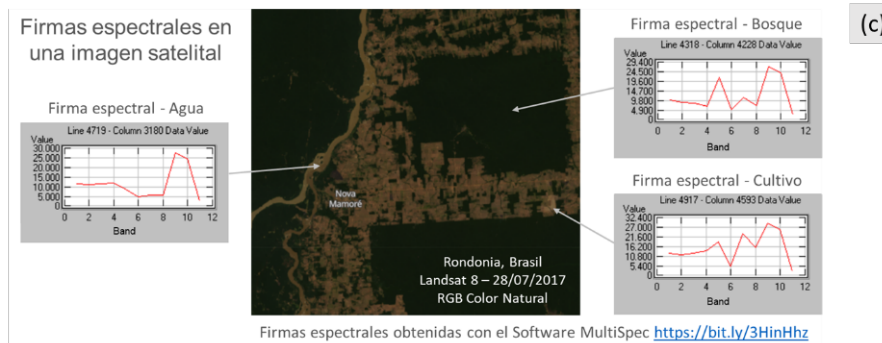 Firmas espectrales en
una imagen satelital
Firma espectral - Agua
Line 4719 - Column 3180 Data Value
Value
30.000
25.000
20.000
15.000
10.000
5.000
0
0 2 4 6 8 10 12
Band
Nova
Mamoré
Rondonia, Brasil
Landsat 8 – 28/07/2017
RGB Color Natural
Firma espectral - Bosque
Line 4318 - Column 4228 Data Value
Value
29.400
24.500
19.600
14.700
9.800
4.900
0
0 2 4 6 8 10 12
Band
Firma espectral - Cultivo
Line 4917 - Column 4593 Data Value
Value
32.400
27.000
21.600
16.200
10.800
5.400
0
0 2 4 6 8 10 12
Band
Firmas espectrales obtenidas con el Software MultiSpec https://bit.ly/3HinHhz
(c)